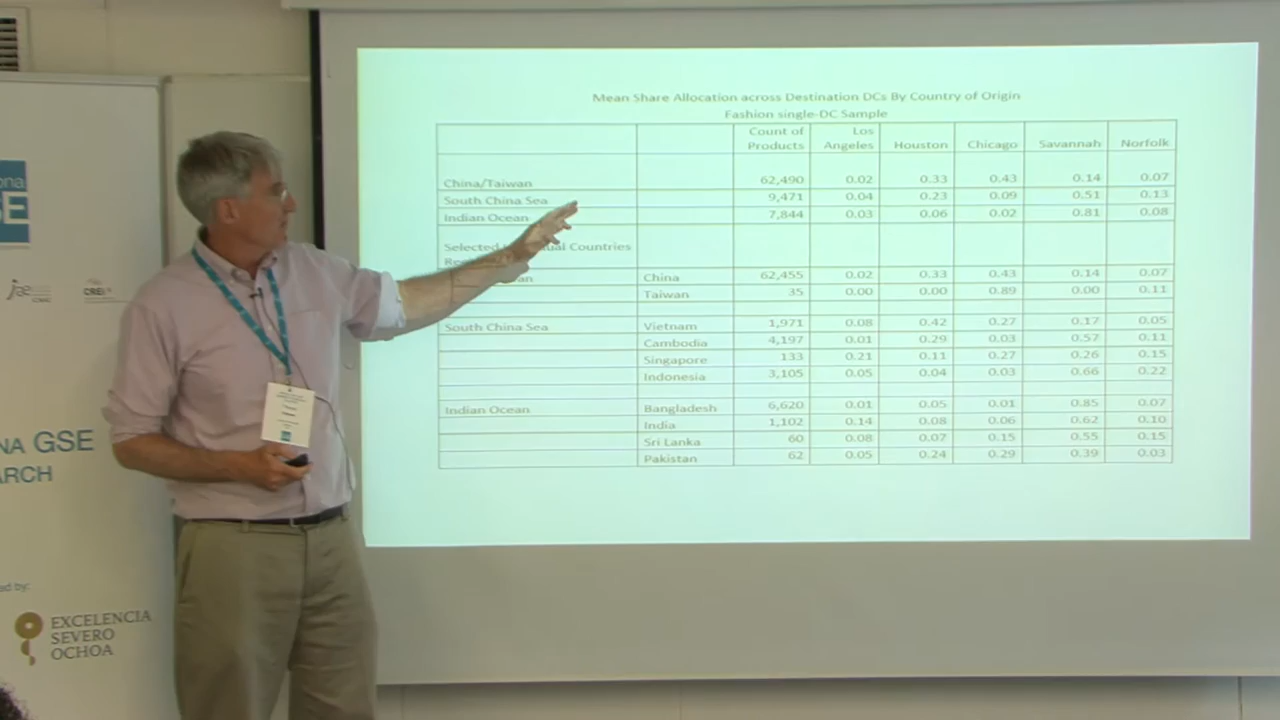 onal
SE
NA GSE
ARCH
ed by:
EXCELENCIA
SEVERO
OCHOA
Mean Share Allocation across Destination DCs By Country of Origin
Fashion single-DC Sample
Count of Products Los Angeles Houston Chicago Savannah Norfolk
China/Taiwan 62,490 0.02 0.33 0.43 0.14 0.07
South China Sea 9,471 0.04 0.23 0.09 0.51 0.13
Indian Ocean 7,844 0.03 0.06 0.02 0.81 0.08
Selected ual Countries
China 62,455 0.02 0.33 0.43 0.14 0.07
Taiwan 35 0.00 0.00 0.89 0.00 0.11
South China Sea Vietnam 1,971 0.08 0.42 0.27 0.17 0.05
Cambodia 4,197 0.01 0.29 0.03 0.57 0.11
Singapore 133 0.21 0.11 0.27 0.26 0.15
Indonesia 3,105 0.05 0.04 0.03 0.66 0.22
Indian Ocean Bangladesh 6,620 0.01 0.05 0.01 0.85 0.07
India 1,102 0.14 0.08 0.06 0.62 0.10
Sri Lanka 60 0.08 0.07 0.15 0.55 0.15
Pakistan 62 0.05 0.24 0.29 0.39 0.03